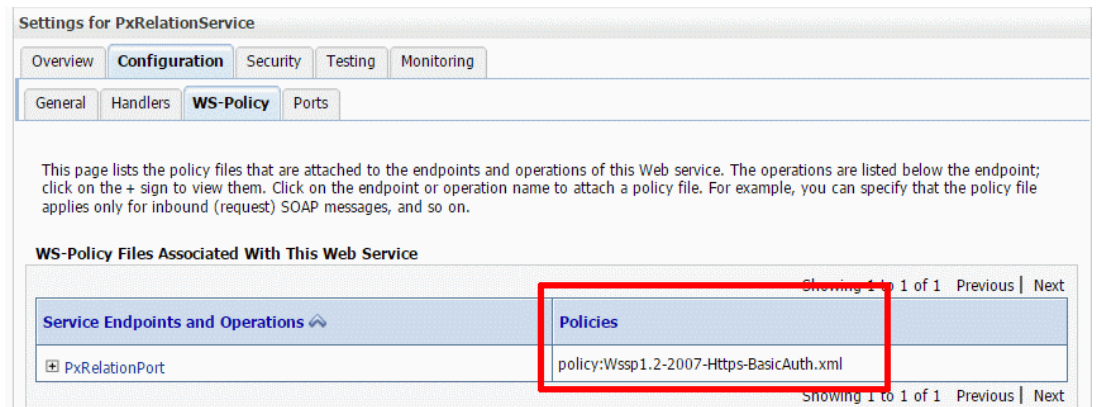 Settings for PxRelationService
Overview Configuration Security Testing Monitoring
General Handlers WS-Policy Ports
This page lists the policy files that are attached to the endpoints and operations of this Web service. The operations are listed below the endpoint;
click on the + sign to view them. Click on the endpoint or operation name to attach a policy file. For example, you can specify that the policy file
applies only for inbound (request) SOAP messages, and so on.
WS-Policy Files Associated With This Web Service
Showing 1 to 1 of 1 Previous | Next
Service Endpoints and Operations Policies
PxRelationPort policy:Wssp1.2-2007-Https-BasicAuth.xml
Showing 1 to 1 of 1 Previous | Next